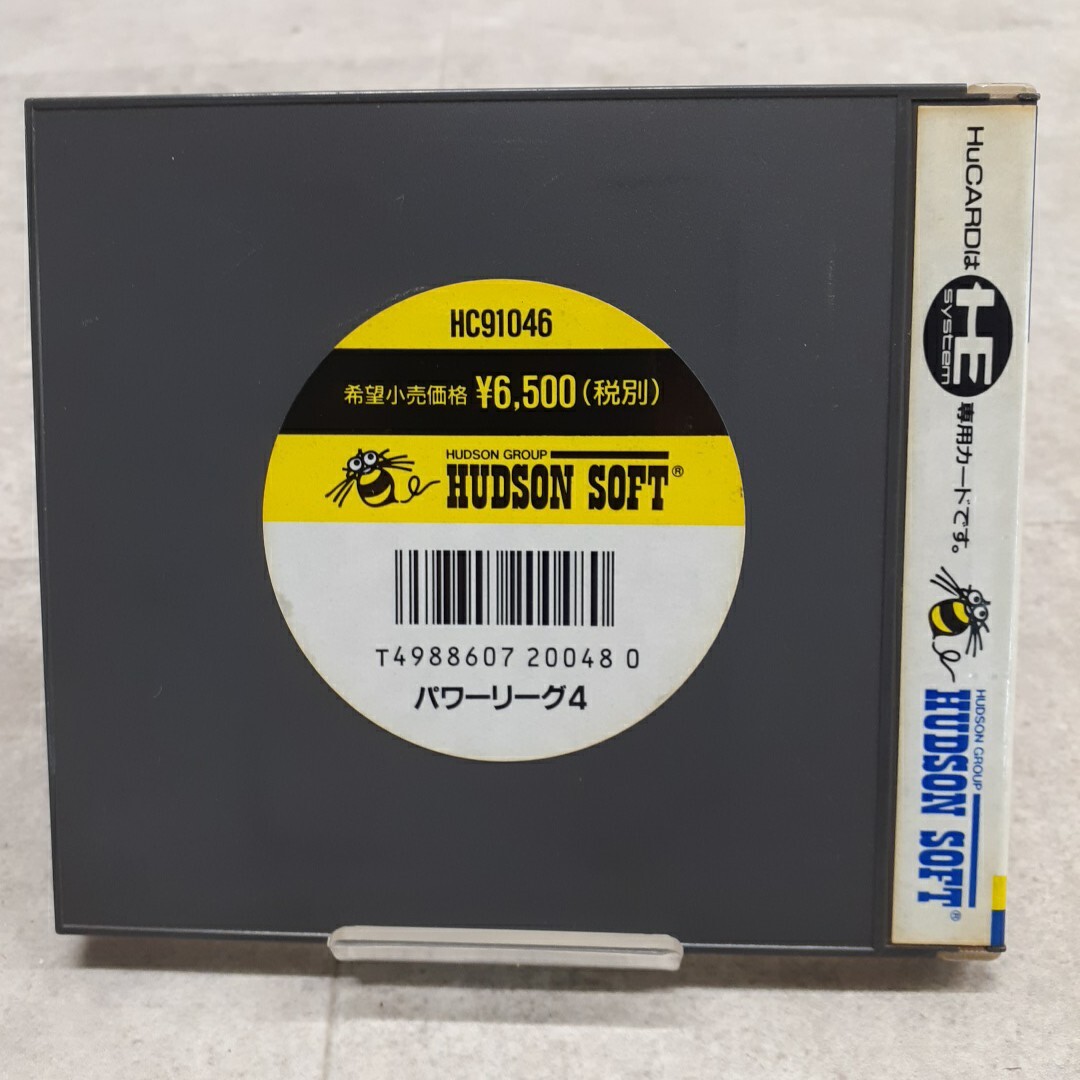 HC91046
希望小売価格 ¥6,500(税別)
HUDSON GROUP
HUDSON SOFT®
T4988607 20048 0
パワーリーグ4
HuCARDは HE system 専用カードです。
HUDSON GROUP
HUDSON SOFT®